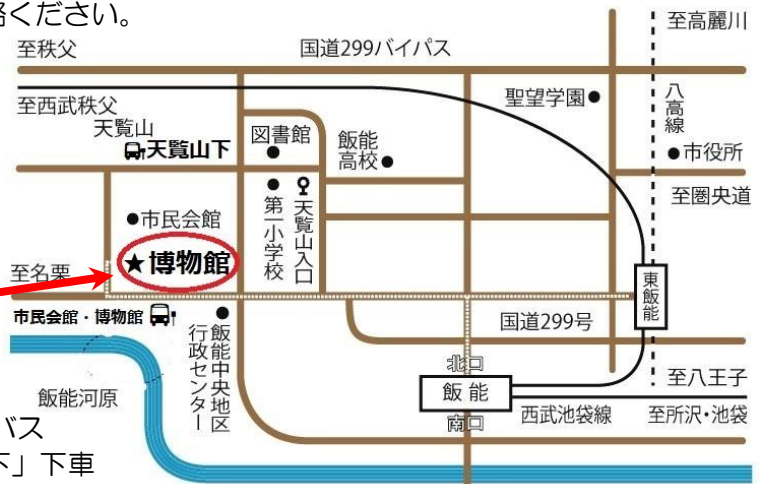 絡ください。
至高麗川
至秩父
国道299バイパス
至西武秩父
聖望学園
八高線
天覧山
天覧山下
図書館
飯能
高校
市役所
至圏央道
市民会館
第一小学校
天覧山入口
★博物館
至名栗
東飯能
市民会館・博物館
飯能中央地区
行政センター
国道299号
北口
飯能
南口
至八王子
飯能河原
西武池袋線
至所沢・池袋
バス
下」下車